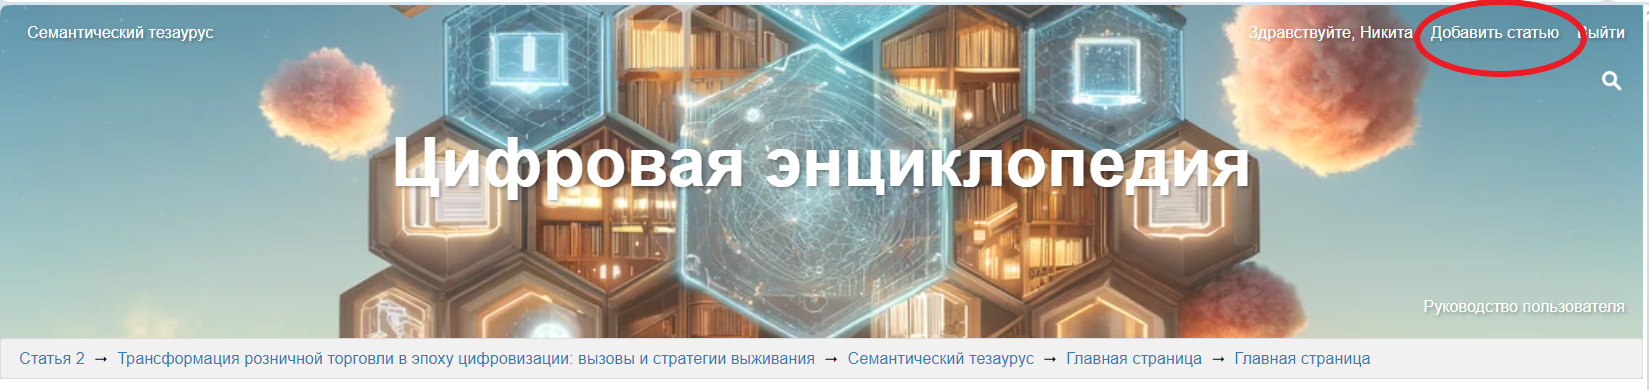 Семантический тезаурус
Здравствуйте, Никита Добавить статью Выйти
Цифровая энциклопедия
Руководство пользователя
Статья 2 → Трансформация розничной торговли в эпоху цифровизации: вызовы и стратегии выживания → Семантический тезаурус → Главная страница → Главная страница